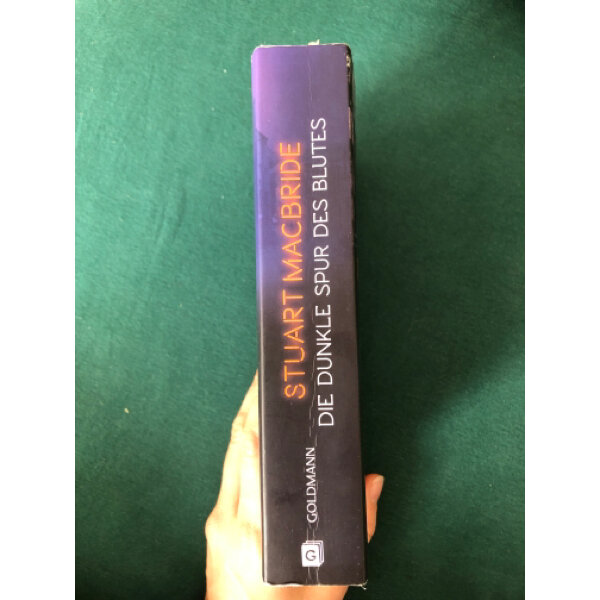 STUART MACBRIDE
DIE DUNKLE SPUR DES BLUTES
GOLDMANN
G